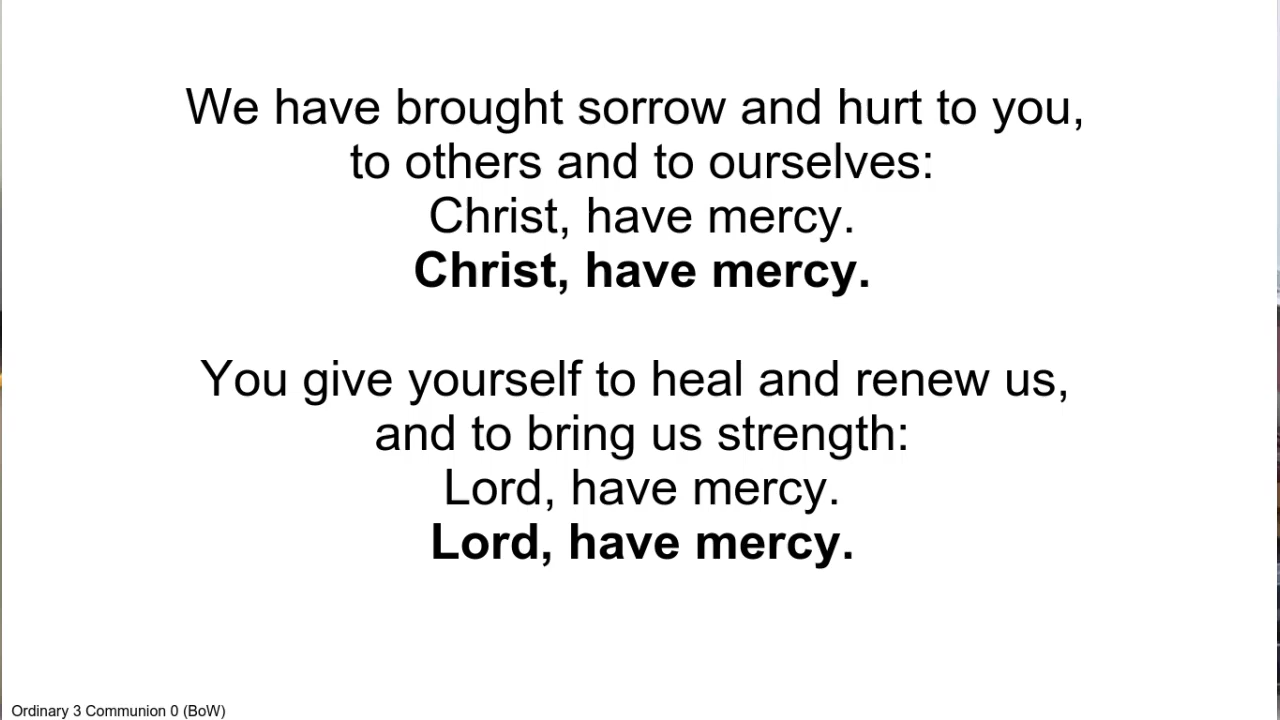 We have brought sorrow and hurt to you,
to others and to ourselves:
Christ, have mercy.
Christ, have mercy.
You give yourself to heal and renew us,
and to bring us strength:
Lord, have mercy.
Lord, have mercy.
Ordinary 3 Communion 0 (BoW)